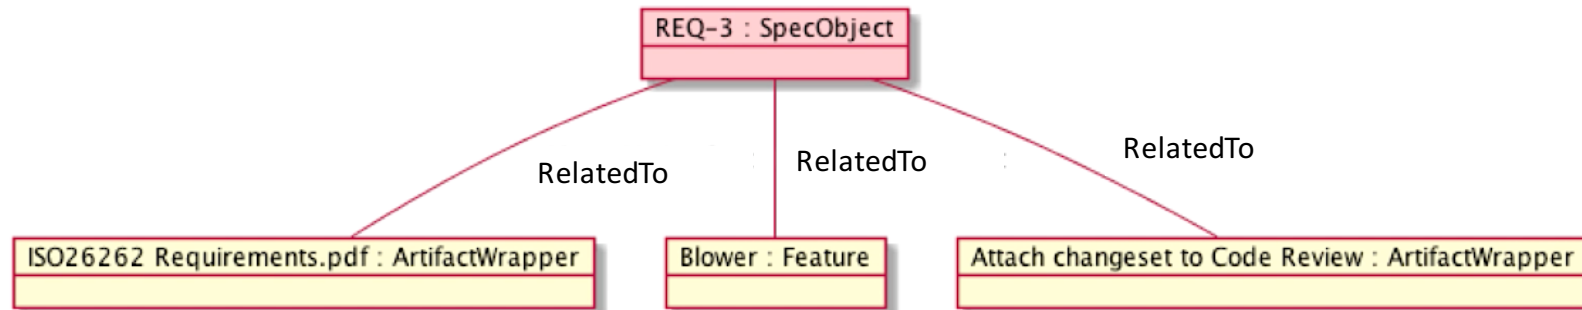 REQ-3 : SpecObject
RelatedTo
RelatedTo
RelatedTo
ISO26262 Requirements.pdf : ArtifactWrapper
Blower : Feature
Attach changeset to Code Review : ArtifactWrapper